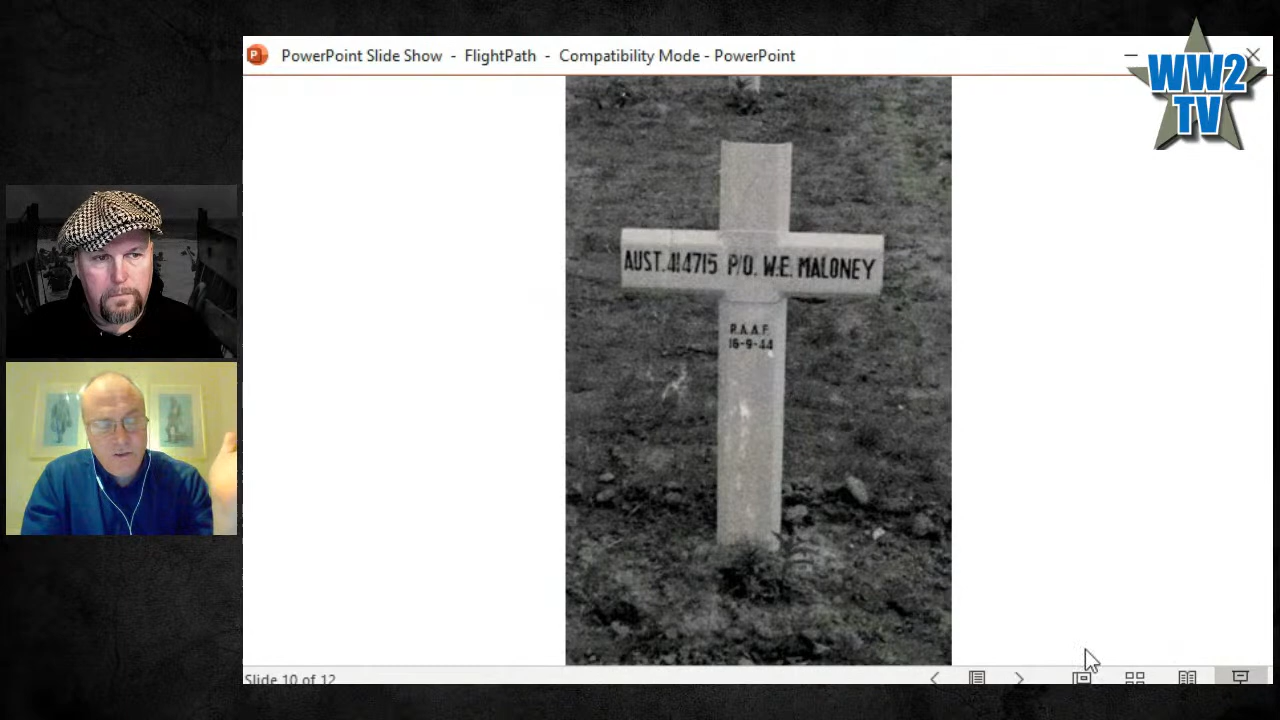 PowerPoint Slide Show - FlightPath - Compatibility Mode - PowerPoint
WW2
TV
AUST.414715 P/O. W.E. MALONEY
R.A.A.F.
16-9-44
Slide 10 of 12